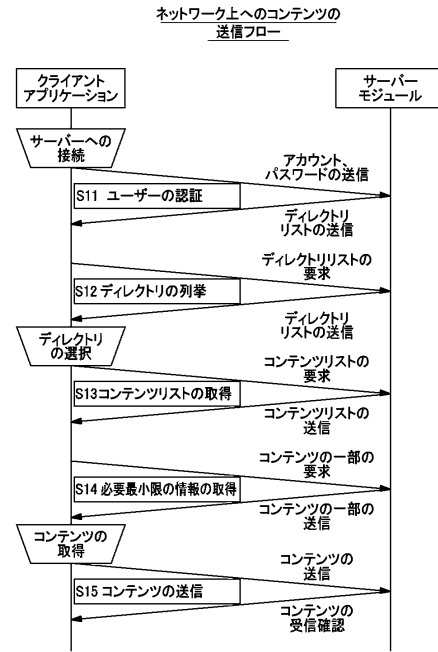 ネットワーク上へのコンテンツの
送信フロー
クライアント
アプリケーション
サーバー
モジュール
サーバーへの
接続
アカウント、
パスワードの送信
S11 ユーザーの認証
ディレクトリ
リストの送信
ディレクトリリストの
要求
S12 ディレクトリの列挙
ディレクトリ
リストの送信
ディレクトリ
の選択
コンテンツリストの
要求
S13コンテンツリストの取得
コンテンツリストの
送信
コンテンツの一部の
要求
S14 必要最小限の情報の取得
コンテンツの一部の
送信
コンテンツの
取得
コンテンツの
送信
S15 コンテンツの送信
コンテンツの
受信確認